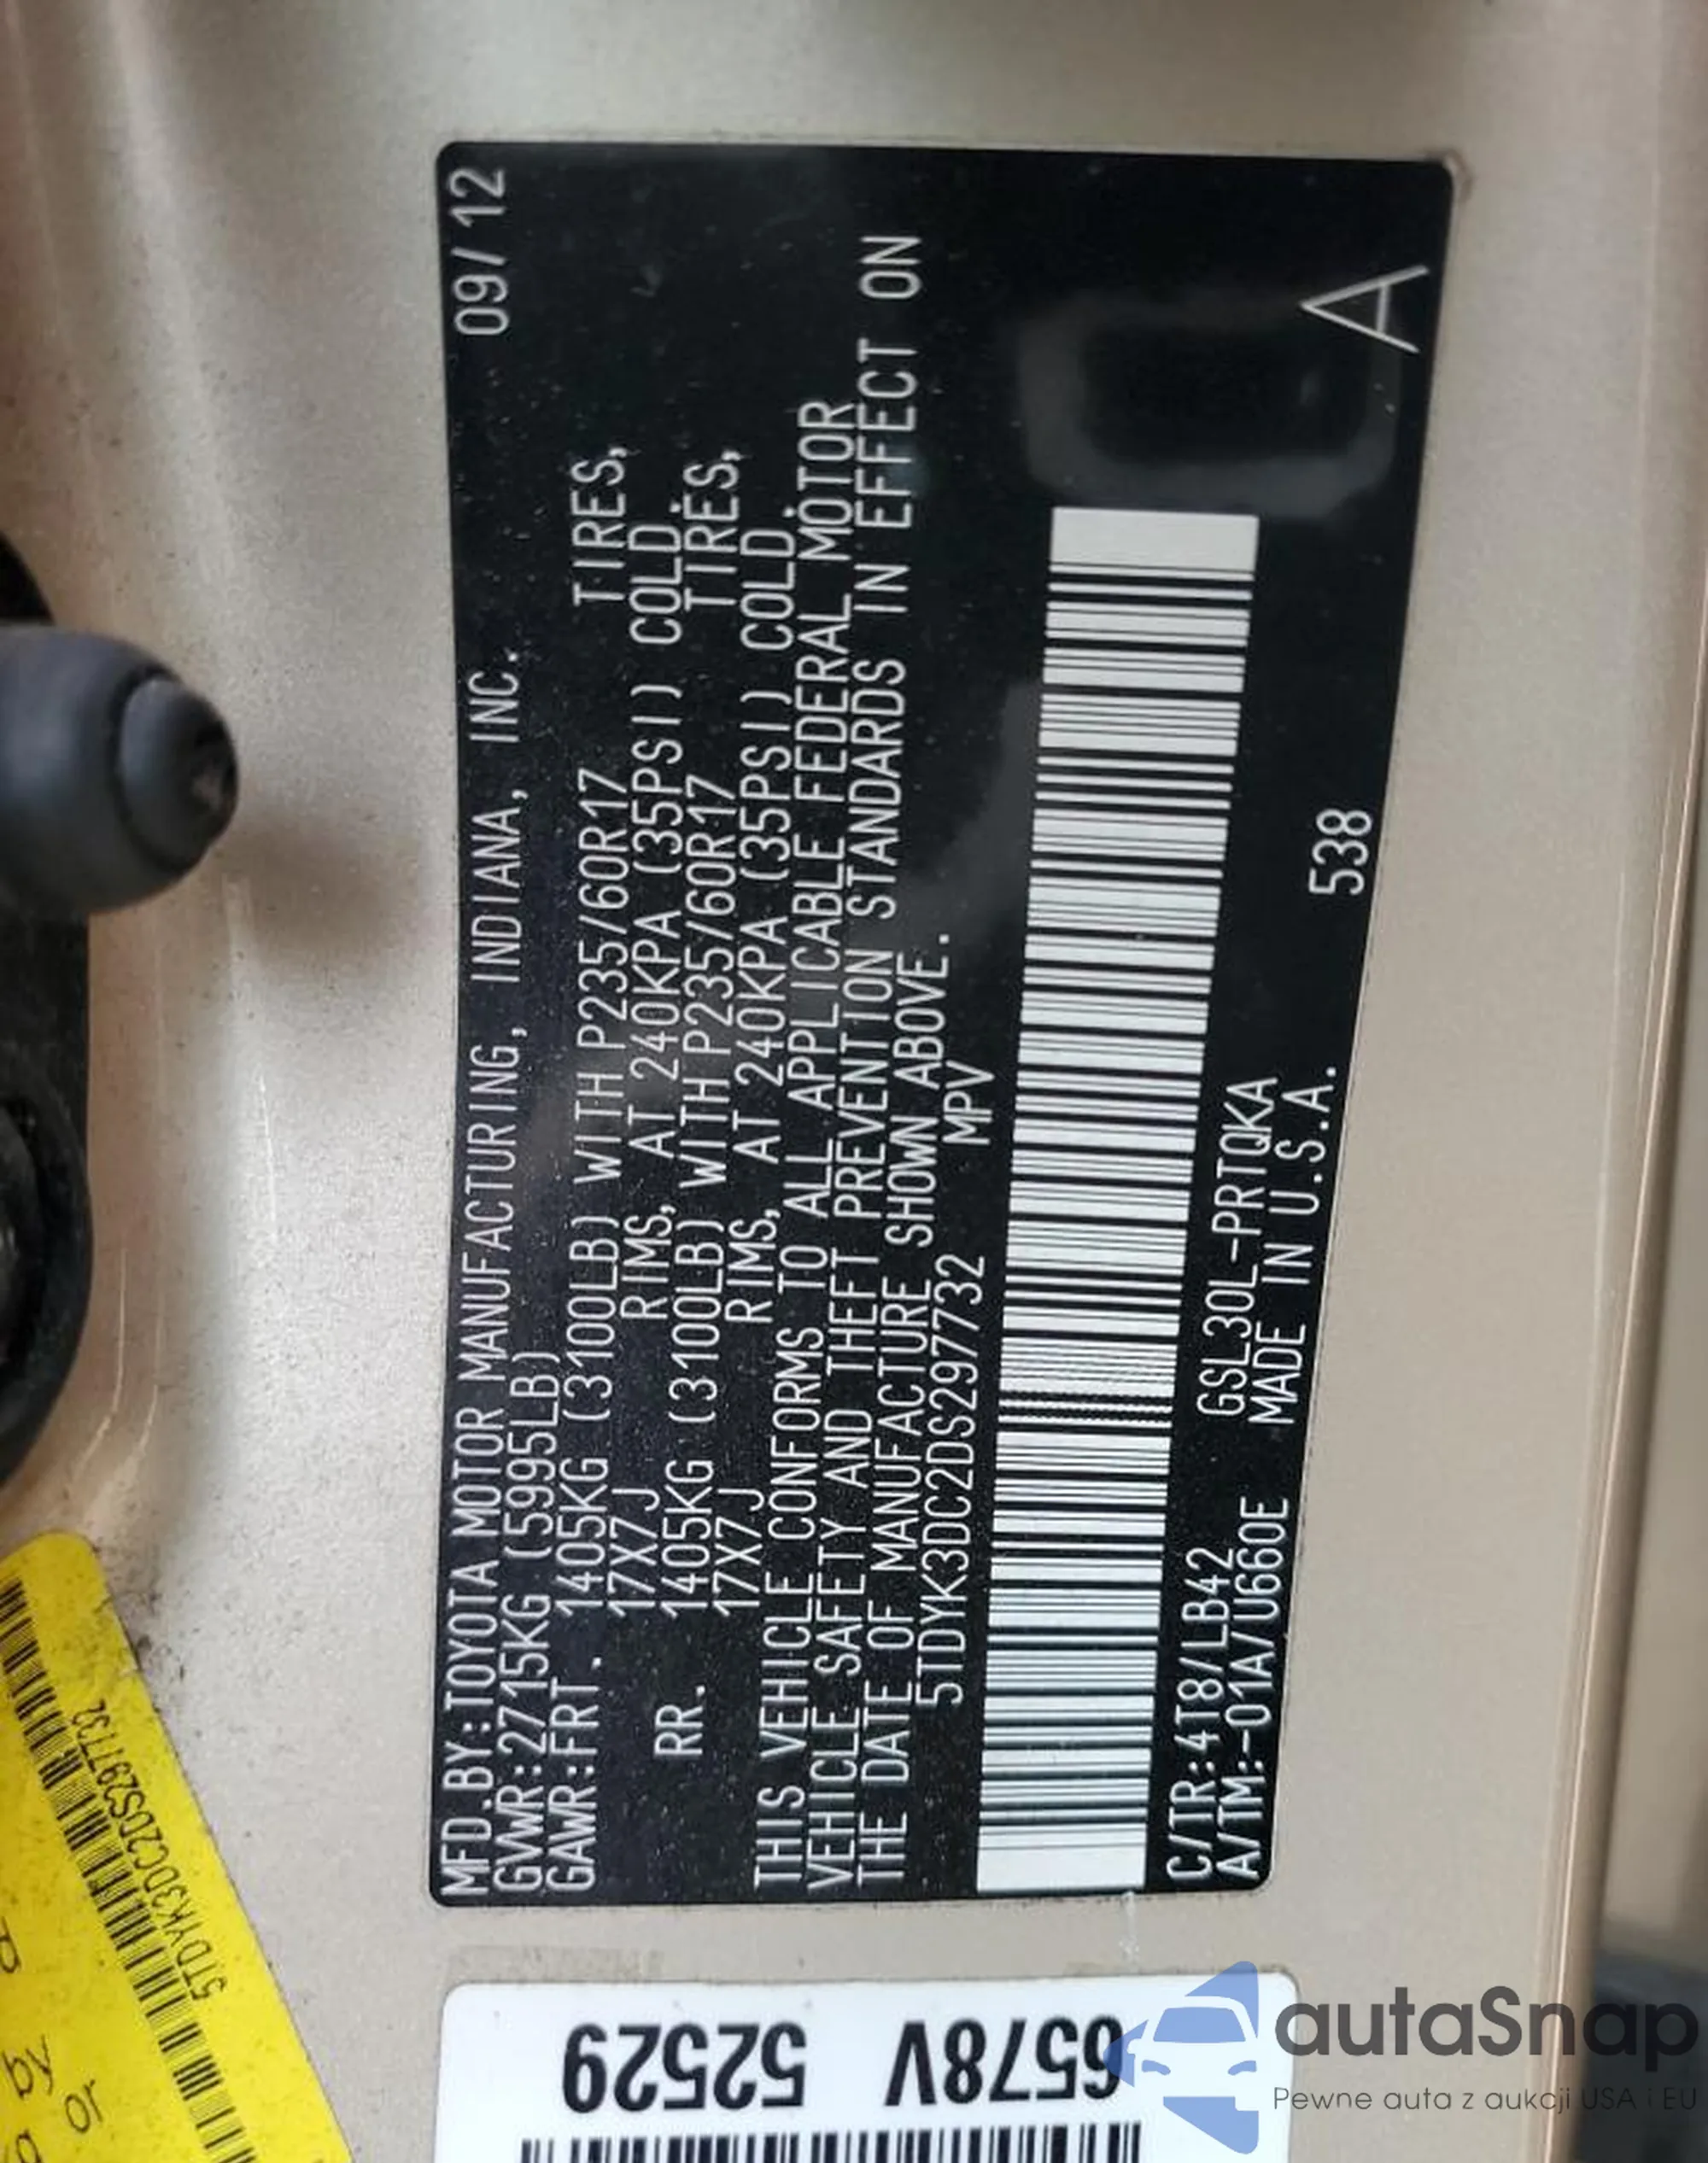 MFD.BY:TOYOTA MOTOR MANUFACTURING, INDIANA, INC. 09/12
GVWR:2715KG (5995LB)
GAWR:FRT. 1405KG (3100LB) WITH P235/60R17 TIRES,
17X7J RIMS, AT 240KPA (35PSI) COLD.
RR. 1405KG (3100LB) WITH P235/60R17 TIRES,
17X7J RIMS, AT 240KPA (35PSI) COLD.
THIS VEHICLE CONFORMS TO ALL APPLICABLE FEDERAL MOTOR
VEHICLE SAFETY AND THEFT PREVENTION STANDARDS IN EFFECT ON
THE DATE OF MANUFACTURE SHOWN ABOVE.
5TDYK3DC2DS297732 MPV
C/TR:4T8/LB42 GSL30L-PRTQKA 538
A/TM:-01A/U660E MADE IN U.S.A.
A
5TDYK3DC2DS297732
by
or
6578V 52529
autaSnap
Pewne auta z aukcji USA i EU